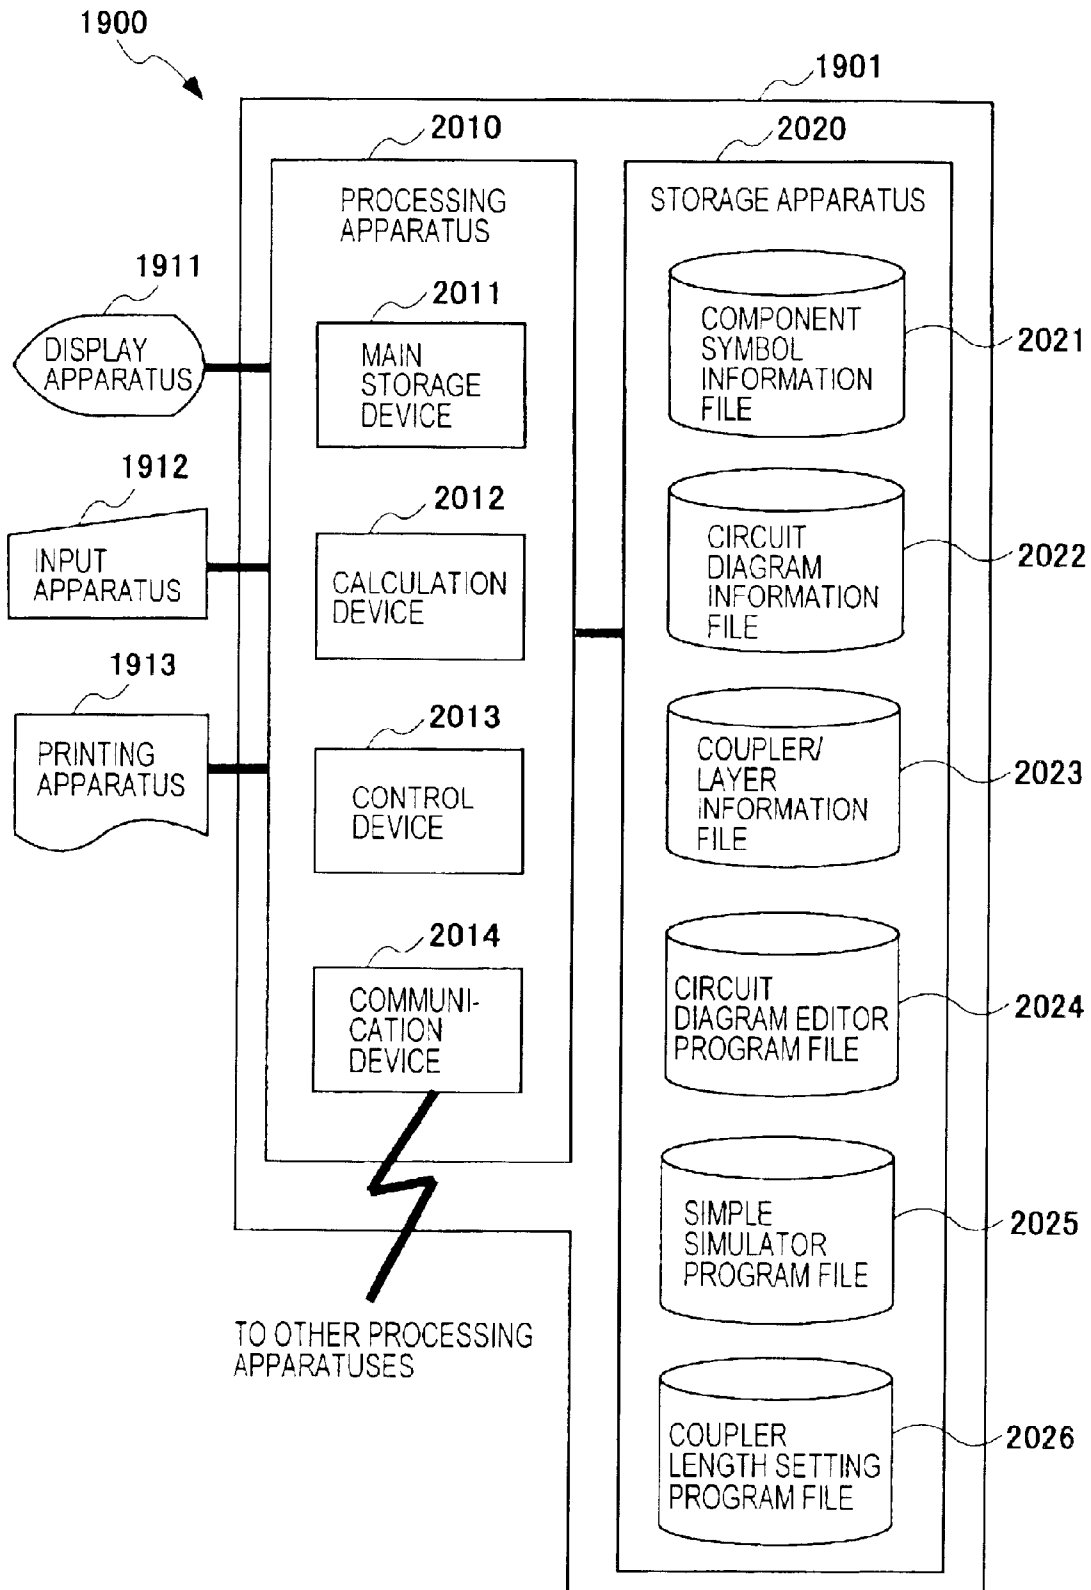 1900
1901
2010
2020
PROCESSING
APPARATUS
STORAGE APPARATUS
1911
DISPLAY
APPARATUS
2011
MAIN
STORAGE
DEVICE
COMPONENT
SYMBOL
INFORMATION
FILE
2021
1912
INPUT
APPARATUS
2012
CALCULATION
DEVICE
CIRCUIT
DIAGRAM
INFORMATION
FILE
2022
1913
PRINTING
APPARATUS
2013
CONTROL
DEVICE
COUPLER/
LAYER
INFORMATION
FILE
2023
2014
COMMUNI-
CATION
DEVICE
CIRCUIT
DIAGRAM EDITOR
PROGRAM FILE
2024
SIMPLE
SIMULATOR
PROGRAM FILE
2025
TO OTHER PROCESSING
APPARATUSES
COUPLER
LENGTH SETTING
PROGRAM FILE
2026